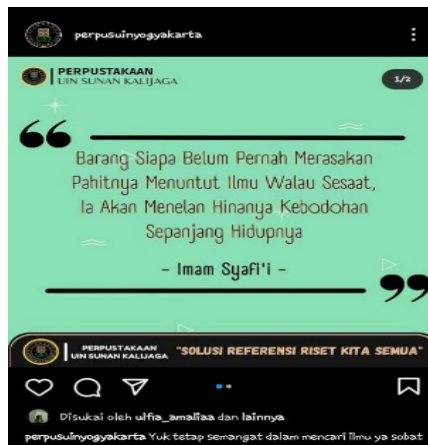 perpusuinyogyakarta
PERPUSTAKAAN
UIN SUNAN KALIJAGA
1/2
Barang Siapa Belum Pernah Merasakan
Pahitnya Menuntut Ilmu Walau Sesaat,
Ia Akan Menelan Hinanya Kebodohan
Sepanjang Hidupnya
- Imam Syafi'i -
PERPUSTAKAAN
UIN SUNAN KALIJAGA
"SOLUSI REFERENSI RISET KITA SEMUA"
Disukai oleh ulfia_amaliaa dan lainnya
perpusuinyogyakarta Yuk tetap semangat dalam mencari ilmu ya sobat